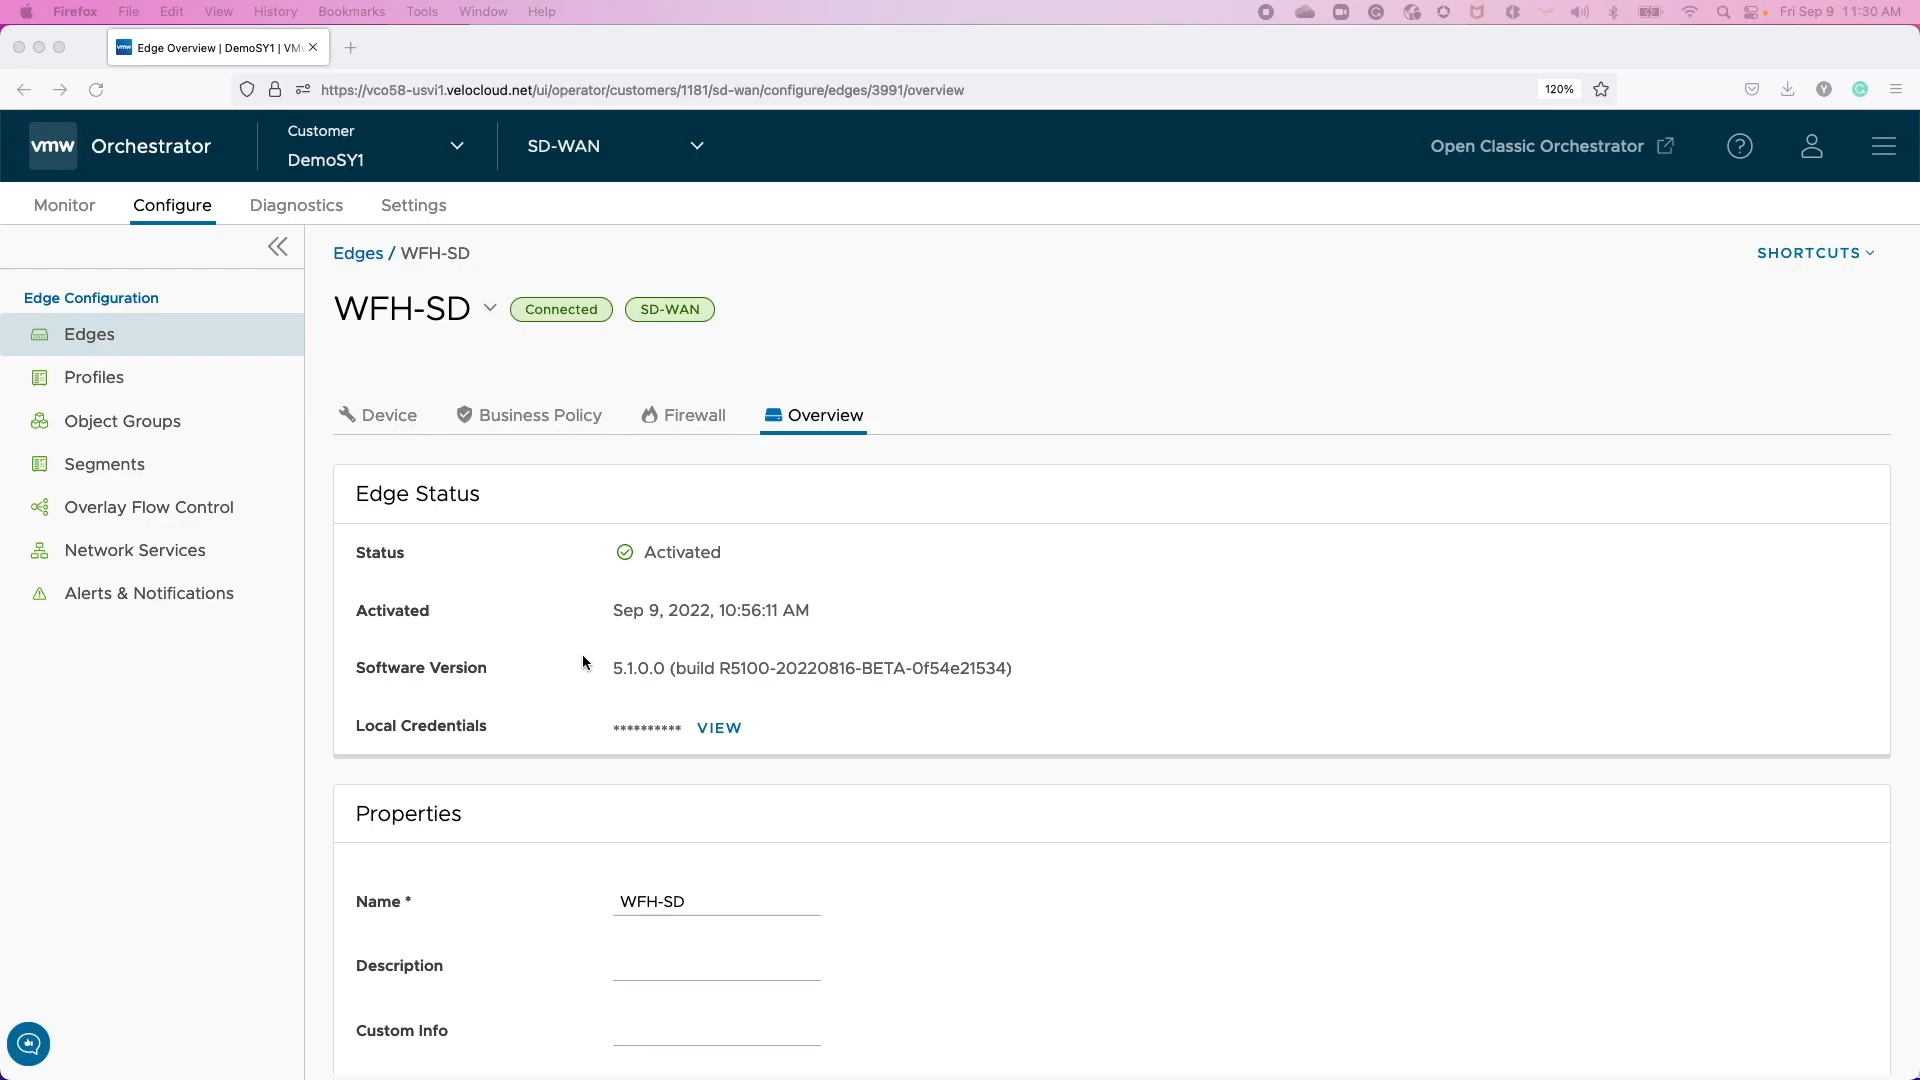 Firefox File Edit View History Bookmarks Tools Window Help Fri Sep 9 11:30 AM
vmw Edge Overview | DemoSY1 | VM
https://vco58-usvi1.velocloud.net/ui/operator/customers/1181/sd-wan/configure/edges/3991/overview 120% Y
vmw Orchestrator
Customer
DemoSY1
SD-WAN
Open Classic Orchestrator
Monitor Configure Diagnostics Settings
Edges / WFH-SD
SHORTCUTS
Edge Configuration
Edges
Profiles
Object Groups
Segments
Overlay Flow Control
Network Services
Alerts & Notifications
WFH-SD Connected SD-WAN
Device Business Policy Firewall Overview
Edge Status
Status Activated
Activated Sep 9, 2022, 10:56:11 AM
Software Version 5.1.0.0 (build R5100-20220816-BETA-0f54e21534)
Local Credentials ********** VIEW
Properties
Name * WFH-SD
Description
Custom Info